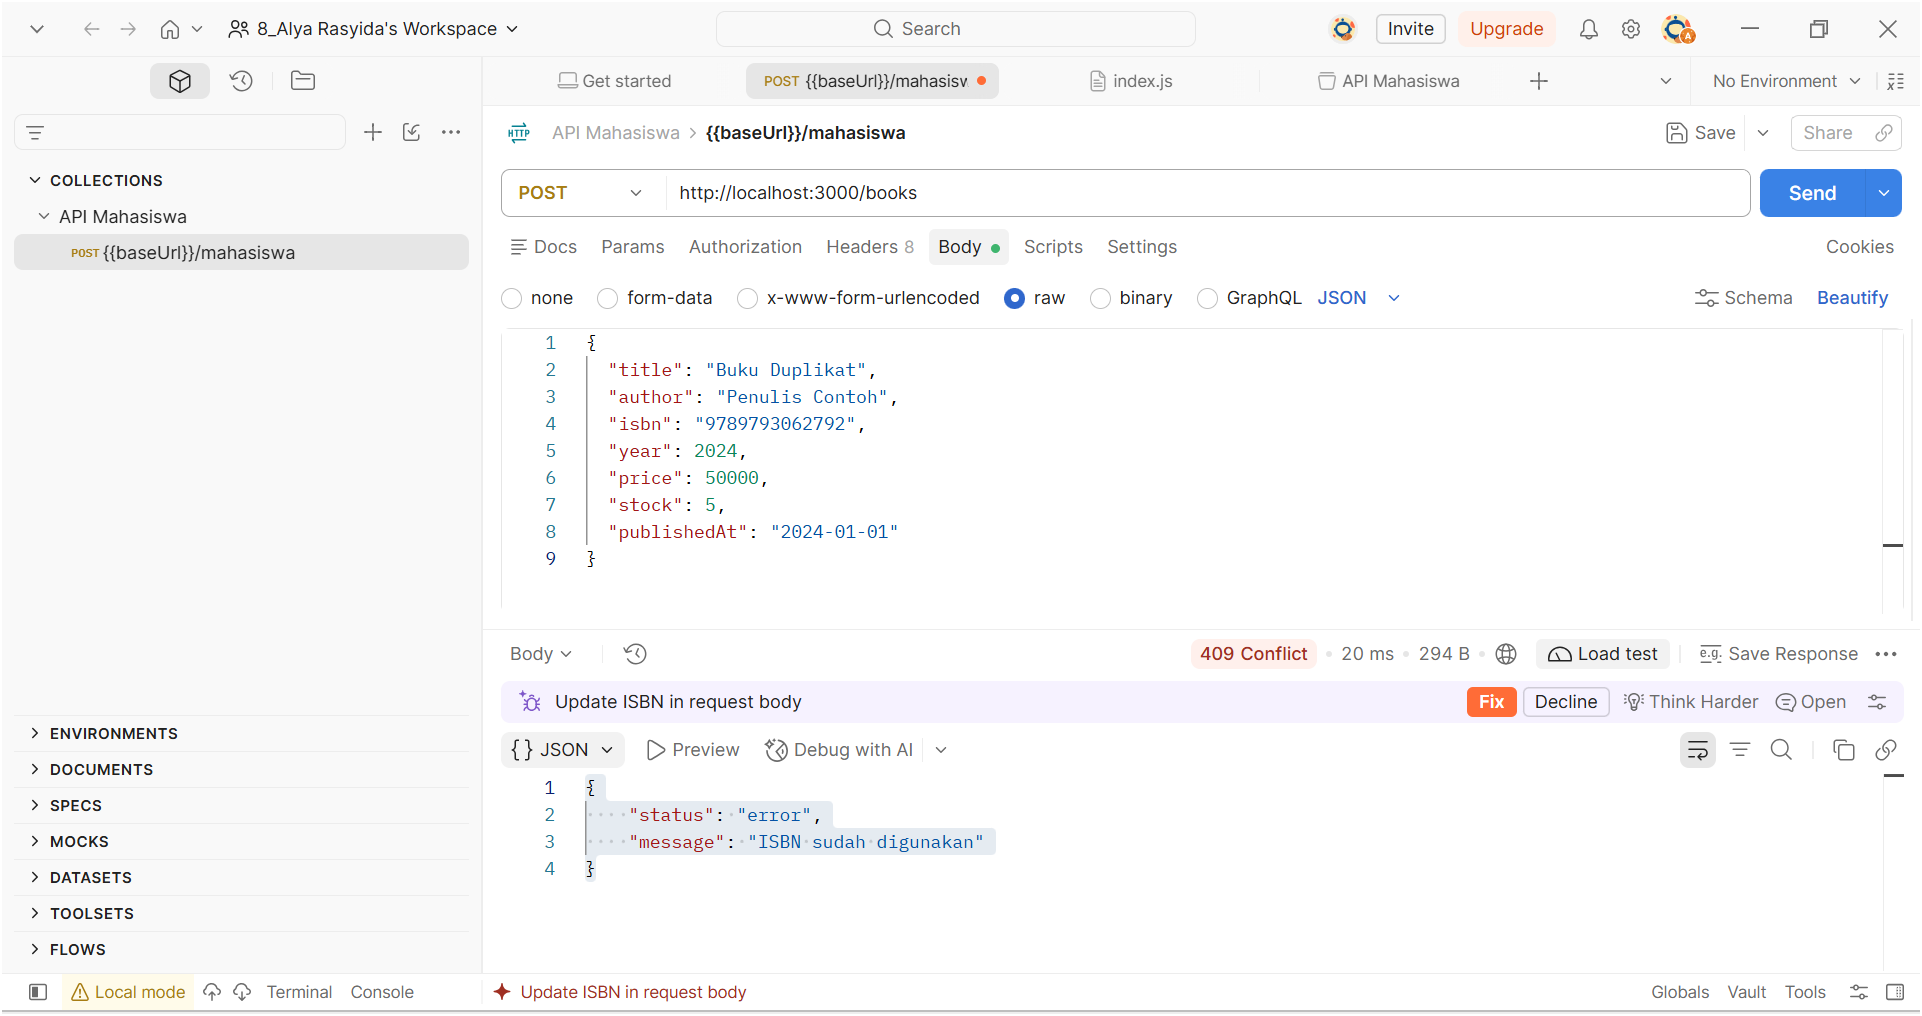 8_Alya Rasyida's Workspace
Search
Invite
Upgrade
Get started
POST {{baseUrl}}/mahasisw
index.js
API Mahasiswa
No Environment
COLLECTIONS
API Mahasiswa
POST {{baseUrl}}/mahasiswa
ENVIRONMENTS
DOCUMENTS
SPECS
MOCKS
DATASETS
TOOLSETS
FLOWS
HTTP API Mahasiswa > {{baseUrl}}/mahasiswa
Save
Share
POST http://localhost:3000/books
Send
Docs Params Authorization Headers 8 Body Scripts Settings
Cookies
none form-data x-www-form-urlencoded raw binary GraphQL JSON
Schema Beautify
1 {
2 "title": "Buku Duplikat",
3 "author": "Penulis Contoh",
4 "isbn": "9789793062792",
5 "year": 2024,
6 "price": 50000,
7 "stock": 5,
8 "publishedAt": "2024-01-01"
9 }
Body
409 Conflict • 20 ms • 294 B •
Load test
e.g. Save Response
Update ISBN in request body
Fix Decline Think Harder Open
{} JSON Preview Debug with AI
1 {
2 "status": "error",
3 "message": "ISBN sudah digunakan"
4 }
Local mode Terminal Console
Update ISBN in request body
Globals Vault Tools